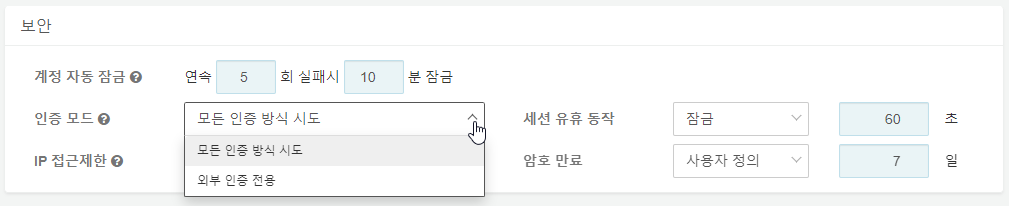 보안
계정 자동 잠금 연속 5 회 실패시 10 분 잠금
인증 모드 모든 인증 방식 시도 세션 유휴 동작 잠금 60 초
모든 인증 방식 시도
IP 접근제한 암호 만료 사용자 정의 7 일
외부 인증 전용